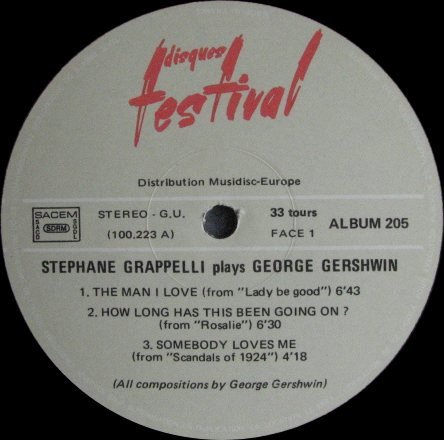 disques
festival
Distribution Musidisc-Europe
SACEM
SACD SDRM SGDL
STEREO - G.U.
33 tours
ALBUM 205
(100.223 A)
FACE 1
STEPHANE GRAPPELLI plays GEORGE GERSHWIN
1. THE MAN I LOVE (from "Lady be good") 6'43
2. HOW LONG HAS THIS BEEN GOING ON ?
(from "Rosalie") 6'30
3. SOMEBODY LOVES ME
(from "Scandals of 1924") 4'18
(All compositions by George Gershwin)